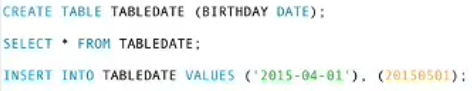 CREATE TABLE TABLEDATE (BIRTHDAY DATE);
SELECT * FROM TABLEDATE;
INSERT INTO TABLEDATE VALUES ('2015-04-01'), (20150501);